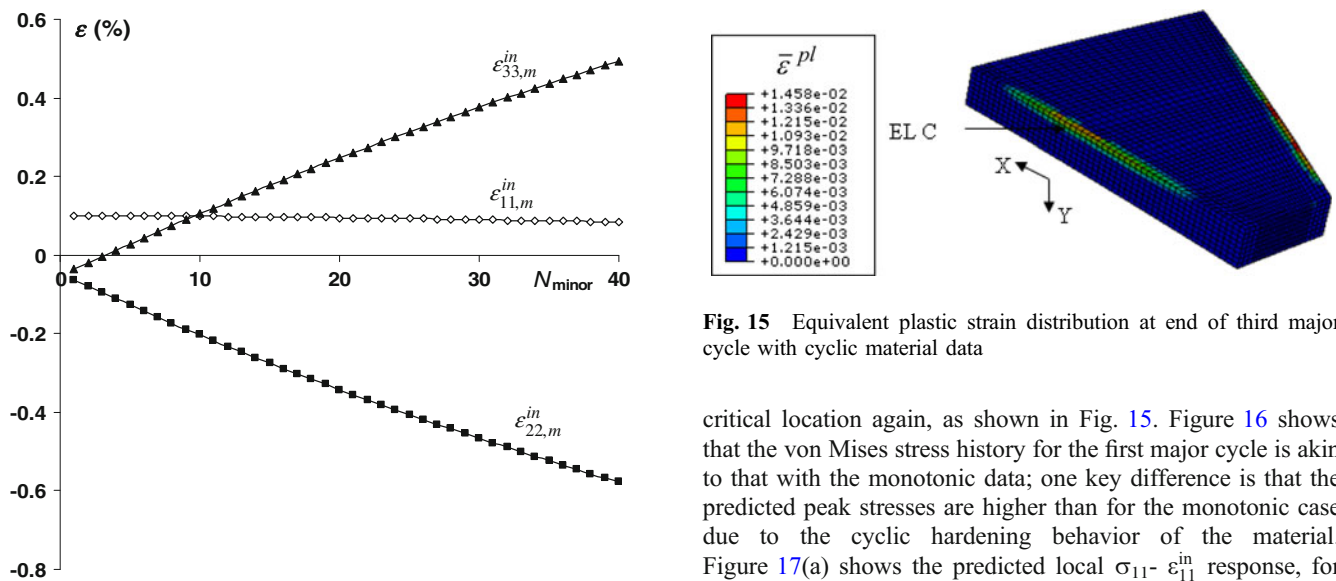 0.6
ε (%)
0.4
0.2
0
-0.2
-0.4
-0.6
-0.8
0 10 20 30 40
N minor
ε^in_33,m
ε^in_11,m
ε^in_22,m
ε̅ ^pl
+1.458e-02
+1.336e-02
+1.215e-02
+1.093e-02
+9.718e-03
+8.503e-03
+7.288e-03
+6.074e-03
+4.859e-03
+3.644e-03
+2.429e-03
+1.215e-03
+0.000e+00
EL C
X
Y
Fig. 15 Equivalent plastic strain distribution at end of third major
cycle with cyclic material data
critical location again, as shown in Fig. 15. Figure 16 shows
that the von Mises stress history for the first major cycle is akin
to that with the monotonic data; one key difference is that the
predicted peak stresses are higher than for the monotonic case
due to the cyclic hardening behavior of the material.
Figure 17(a) shows the predicted local σ11- ε^in_11 response, for